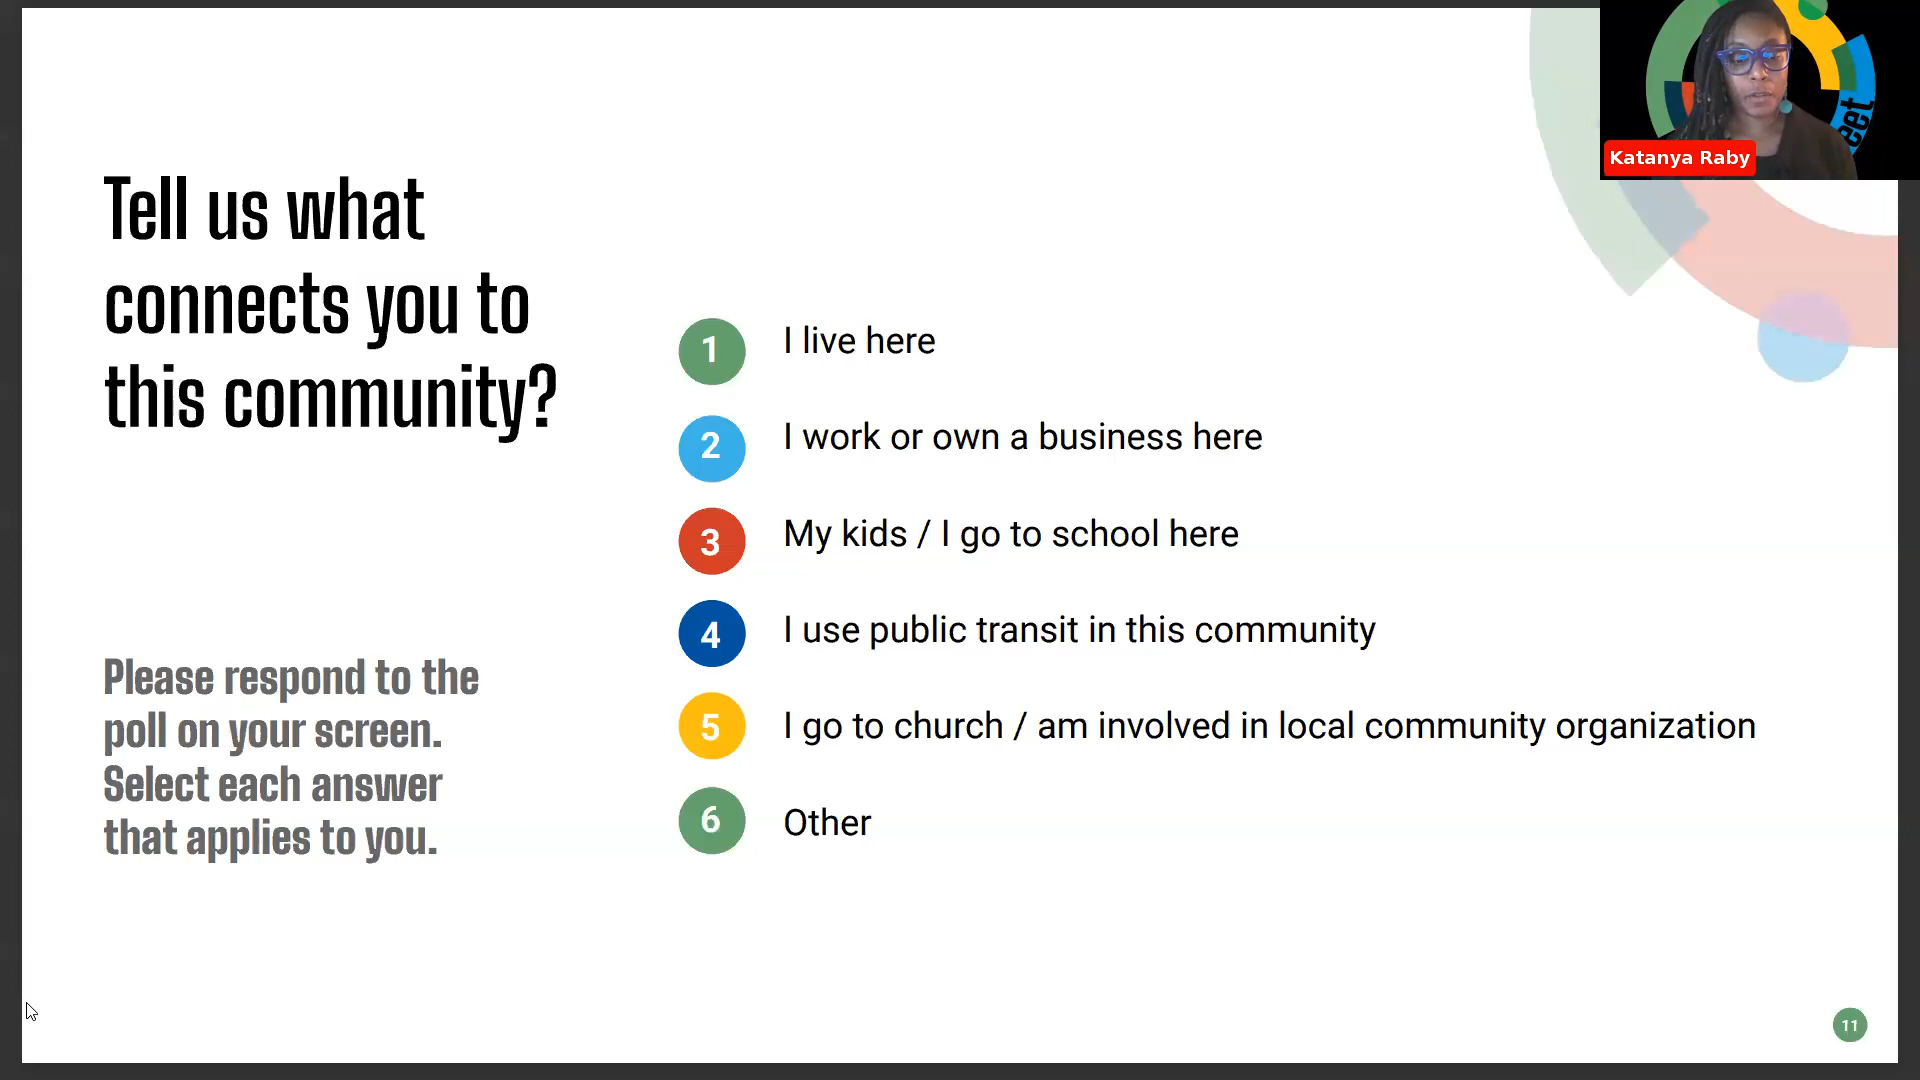 Tell us what
connects you to
this community?
Please respond to the
poll on your screen.
Select each answer
that applies to you.
1 I live here
2 I work or own a business here
3 My kids / I go to school here
4 I use public transit in this community
5 I go to church / am involved in local community organization
6 Other
Katanya Raby
11